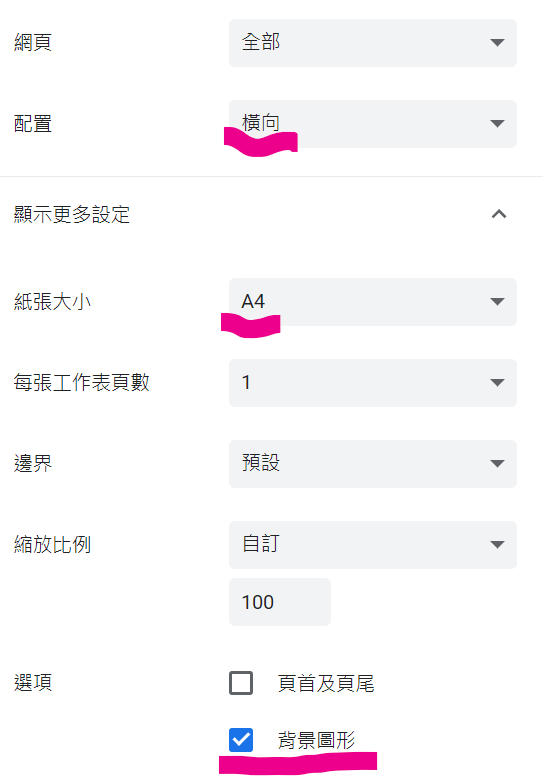 網頁 全部
配置 橫向
顯示更多設定
紙張大小 A4
每張工作表頁數 1
邊界 預設
縮放比例 自訂
100
選項 頁首及頁尾
背景圖形